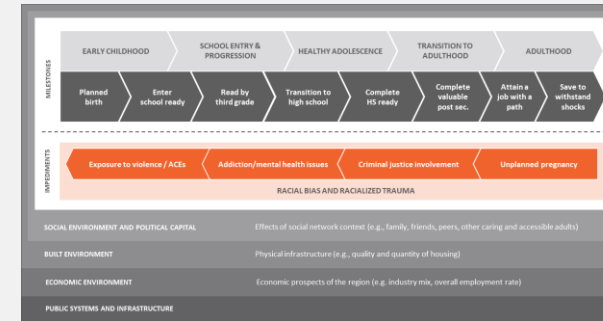 MILESTONES
EARLY CHILDHOOD
SCHOOL ENTRY &
PROGRESSION
HEALTHY ADOLESCENCE
TRANSITION TO
ADULTHOOD
ADULTHOOD
Planned
birth
Enter
school ready
Read by
third grade
Transition to
high school
Complete
HS ready
Complete
valuable
post sec.
Attain a
job with a
path
Save to
withstand
shocks
IMPEDIMENTS
Exposure to violence / ACEs
Addiction/mental health issues
Criminal justice involvement
Unplanned pregnancy
RACIAL BIAS AND RACIALIZED TRAUMA
SOCIAL ENVIRONMENT AND POLITICAL CAPITAL
Effects of social network context (e.g., family, friends, peers, other caring and accessible adults)
BUILT ENVIRONMENT
Physical infrastructure (e.g., quality and quantity of housing)
ECONOMIC ENVIRONMENT
Economic prospects of the region (e.g. industry mix, overall employment rate)
PUBLIC SYSTEMS AND INFRASTRUCTURE